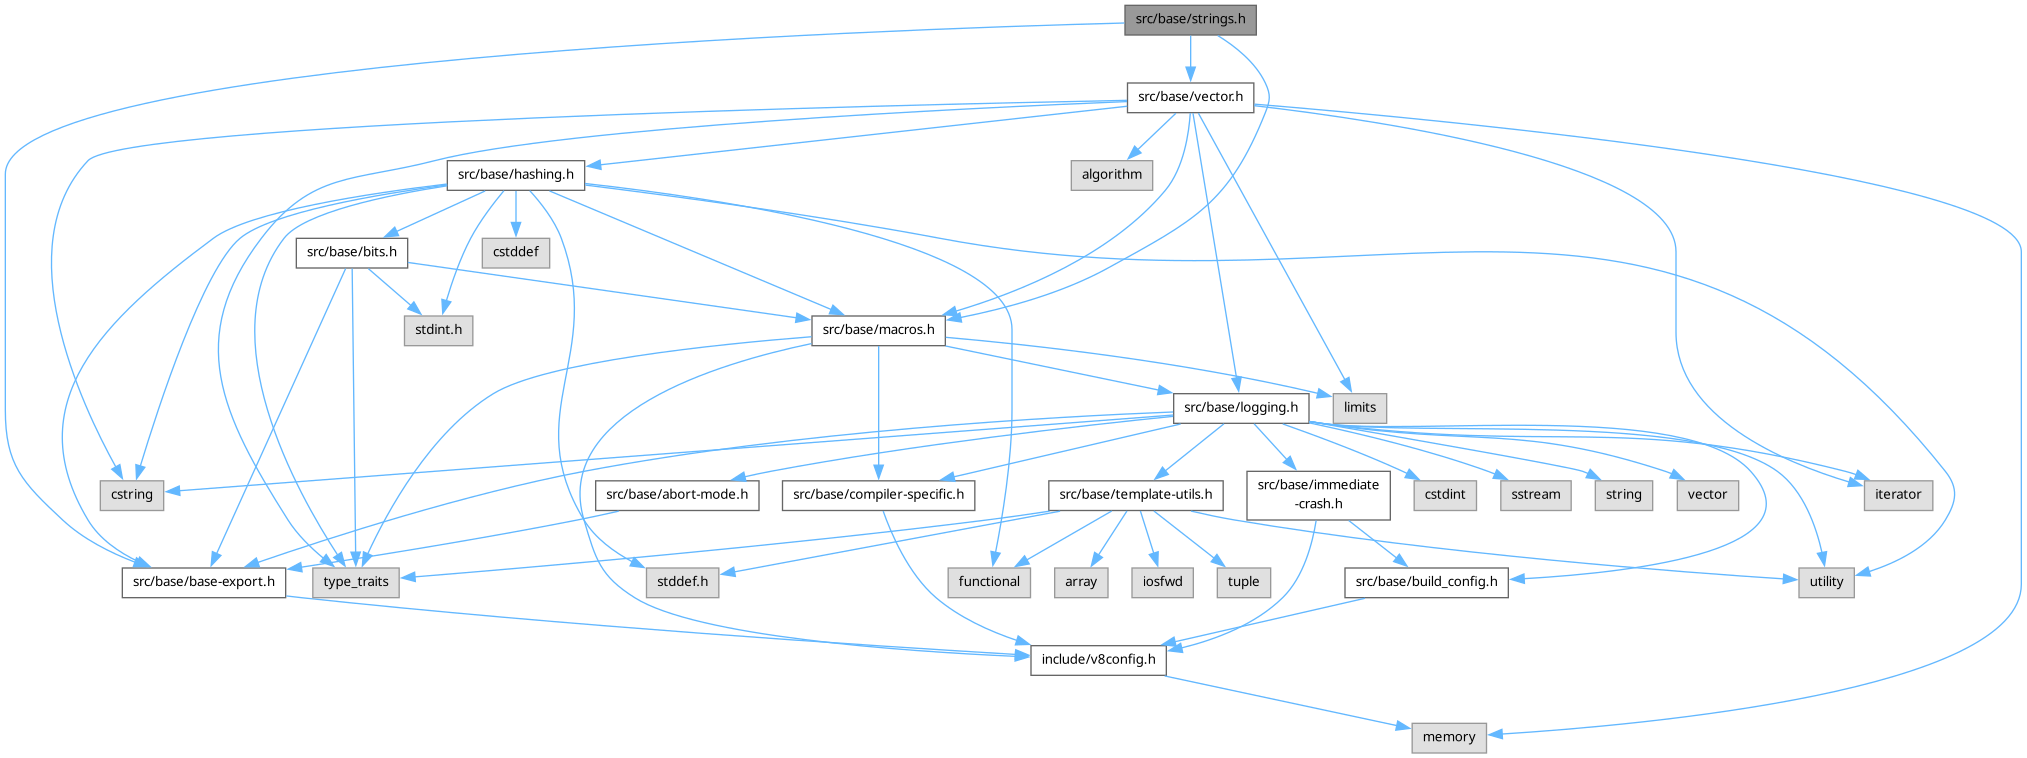 src/base/strings.h
src/base/vector.h
src/base/hashing.h
algorithm
src/base/bits.h
cstddef
stdint.h
src/base/macros.h
src/base/logging.h
limits
cstring
src/base/abort-mode.h
src/base/compiler-specific.h
src/base/template-utils.h
src/base/immediate
-crash.h
cstdint
sstream
string
vector
iterator
src/base/base-export.h
type_traits
stddef.h
functional
array
iosfwd
tuple
src/base/build_config.h
utility
include/v8config.h
memory